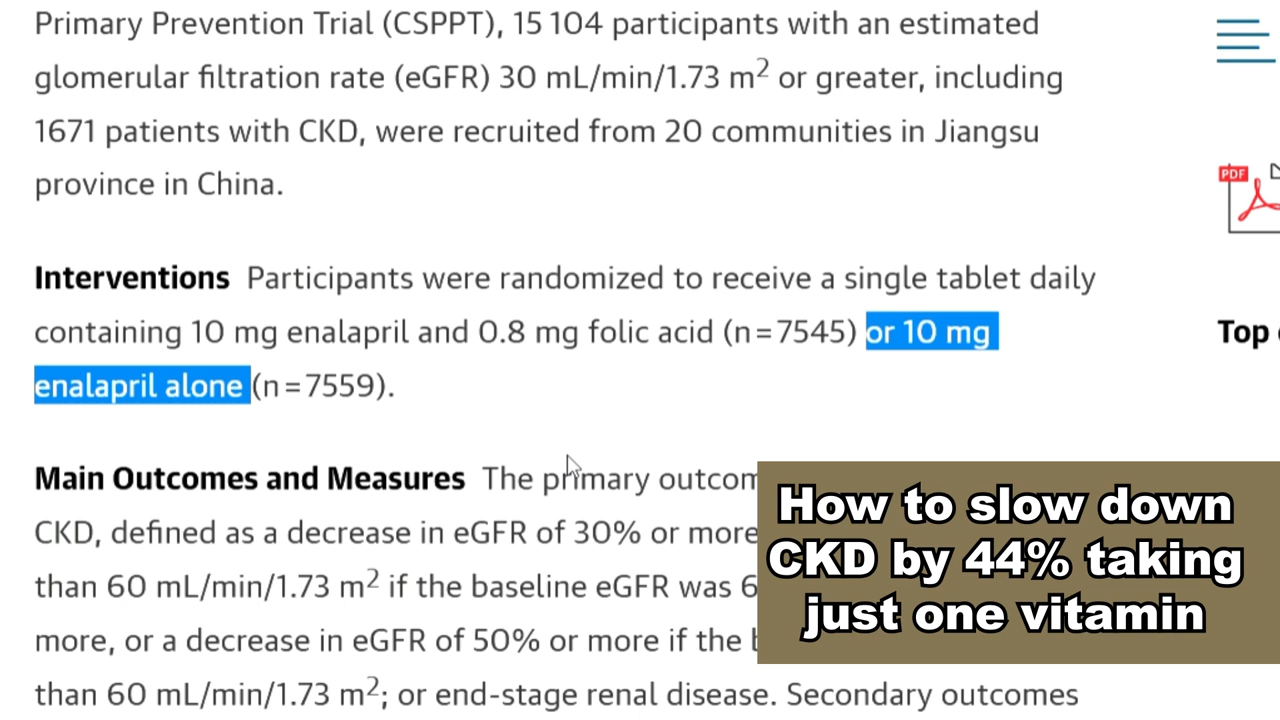 Primary Prevention Trial (CSPPT), 15 104 participants with an estimated
glomerular filtration rate (eGFR) 30 mL/min/1.73 m² or greater, including
1671 patients with CKD, were recruited from 20 communities in Jiangsu
province in China.
PDF
Interventions Participants were randomized to receive a single tablet daily
containing 10 mg enalapril and 0.8 mg folic acid (n=7545) or 10 mg
enalapril alone (n=7559).
Top
Main Outcomes and Measures The primary outcom
CKD, defined as a decrease in eGFR of 30% or more
than 60 mL/min/1.73 m² if the baseline eGFR was 6
more, or a decrease in eGFR of 50% or more if the
than 60 mL/min/1.73 m²; or end-stage renal disease. Secondary outcomes
How to slow down
CKD by 44% taking
just one vitamin